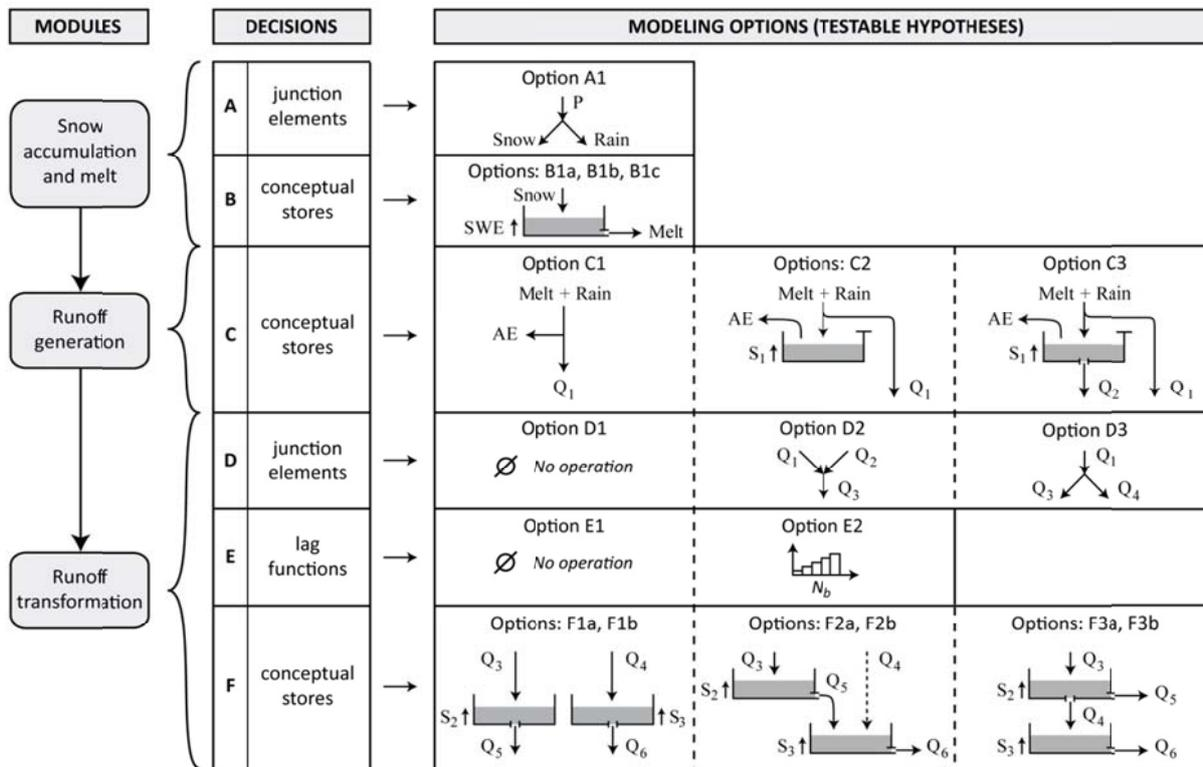 MODULES
DECISIONS
MODELING OPTIONS (TESTABLE HYPOTHESES)
Snow
accumulation
and melt
Runoff
generation
Runoff
transformation
A
junction
elements
Option A1
P
Snow
Rain
B
conceptual
stores
Options: B1a, B1b, B1c
Snow
SWE
Melt
C
conceptual
stores
Option C1
Melt + Rain
AE
Q1
Options: C2
Melt + Rain
AE
S1
Q1
Option C3
Melt + Rain
AE
S1
Q2
Q1
D
junction
elements
Option D1
No operation
Option D2
Q1
Q2
Q3
Option D3
Q1
Q3
Q4
E
lag
functions
Option E1
No operation
Option E2
Nb
F
conceptual
stores
Options: F1a, F1b
Q3
Q4
S2
S3
Q5
Q6
Options: F2a, F2b
Q3
Q4
S2
Q5
S3
Q6
Options: F3a, F3b
Q3
S2
Q5
Q4
S3
Q6